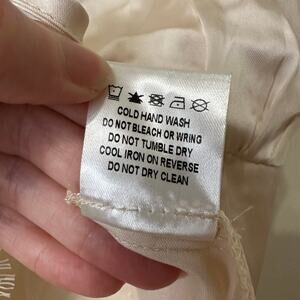 COLD HAND WASH
DO NOT BLEACH OR WRING
DO NOT TUMBLE DRY
COOL IRON ON REVERSE
DO NOT DRY CLEAN